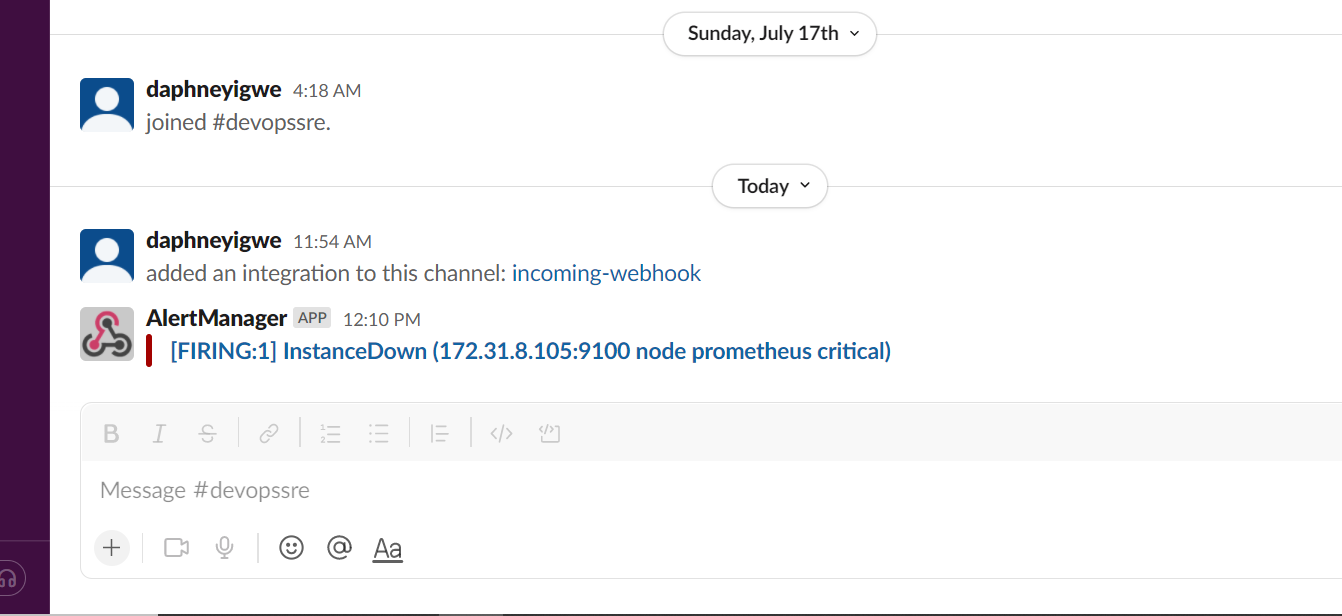 Sunday, July 17th
daphneyigwe 4:18 AM
joined #devopssre.
Today
daphneyigwe 11:54 AM
added an integration to this channel: incoming-webhook
AlertManager APP 12:10 PM
[FIRING:1] InstanceDown (172.31.8.105:9100 node prometheus critical)
B I S
Message #devopssre
@ Aa